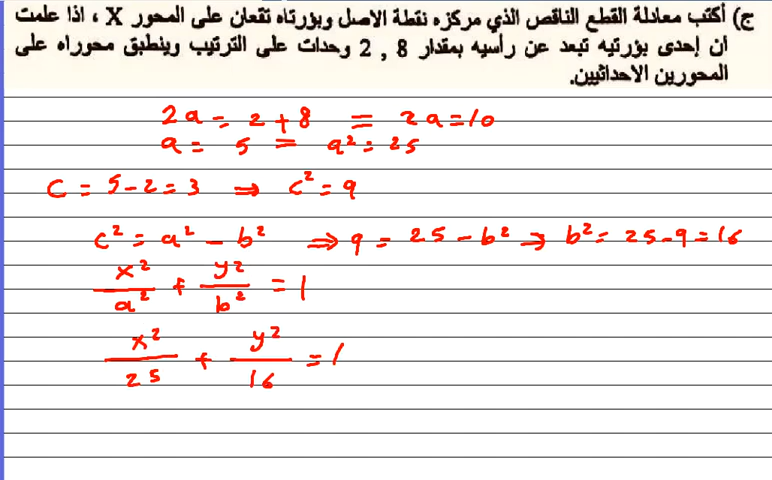 ج) أكتب معادلة القطع الناقص الذي مركزه نقطة الاصل وبؤرتاه تقعان على المحور X ، اذا علمت
ان إحدى بؤرتيه تبعد عن رأسيه بمقدار 8 , 2 وحدات على الترتيب وينطبق محوراه على
المحورين الاحداثيين.
2a = 2 + 8 = 2a = 10
a = 5 = a² = 25
C = 5 - 2 = 3 ⇒ c² = 9
c² = a² - b² ⇒ 9 = 25 - b² ⇒ b² = 25 - 9 = 16
x²/a² + y²/b² = 1
x²/25 + y²/16 = 1